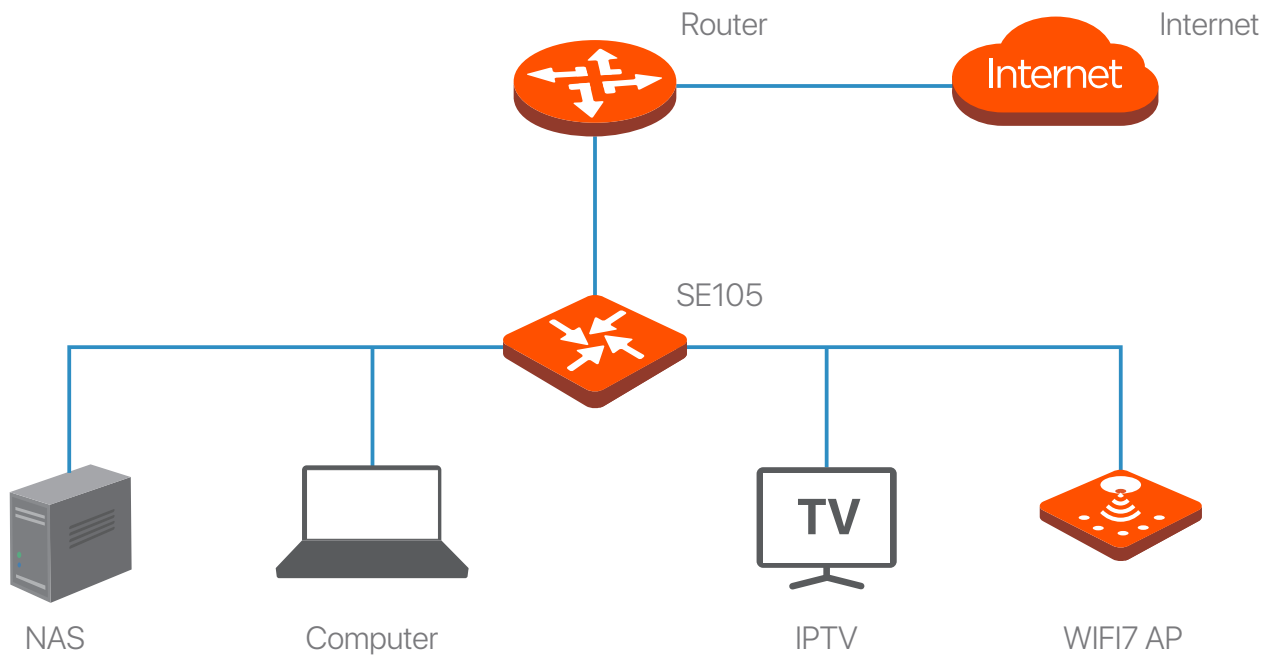 Router
Internet
Internet
SE105
TV
NAS
Computer
IPTV
WIFI7 AP